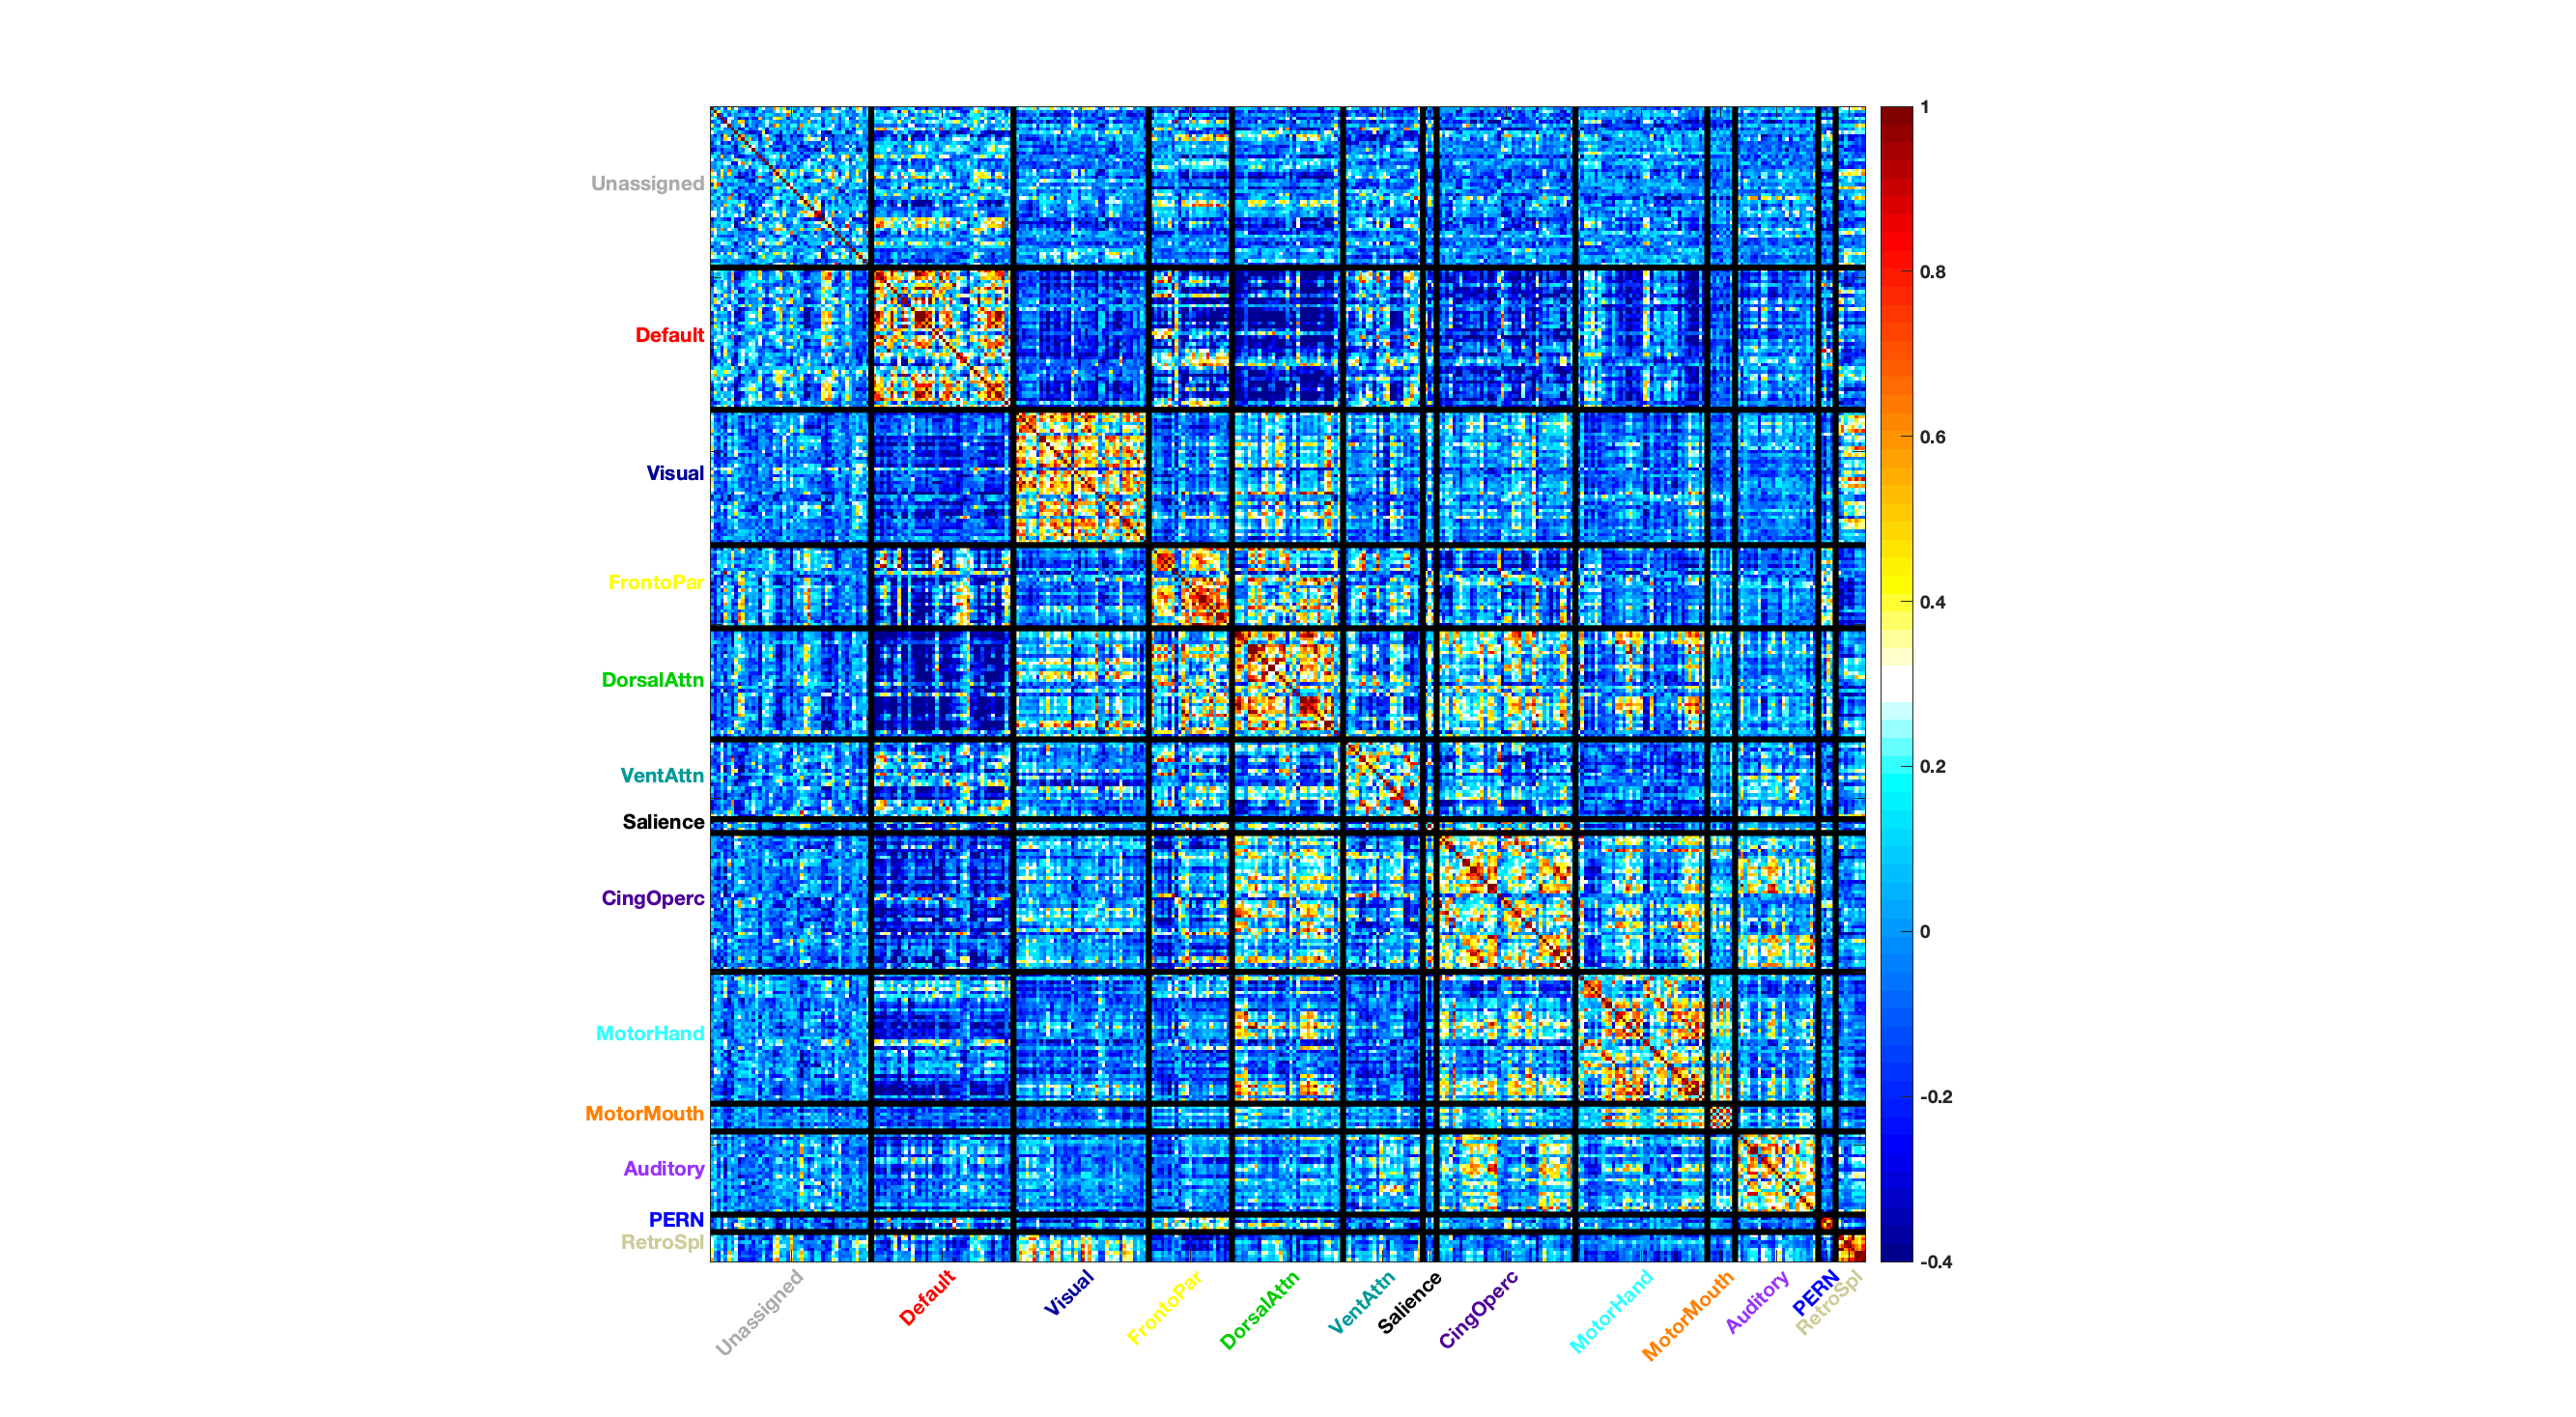 Unassigned
Default
Visual
FrontoPar
DorsalAttn
VentAttn
Salience
CingOperc
MotorHand
MotorMouth
Auditory
PERN
RetroSpl
Unassigned
Default
Visual
FrontoPar
DorsalAttn
VentAttn
Salience
CingOperc
MotorHand
MotorMouth
Auditory
PERN
RetroSpl
1
0.8
0.6
0.4
0.2
0
-0.2
-0.4